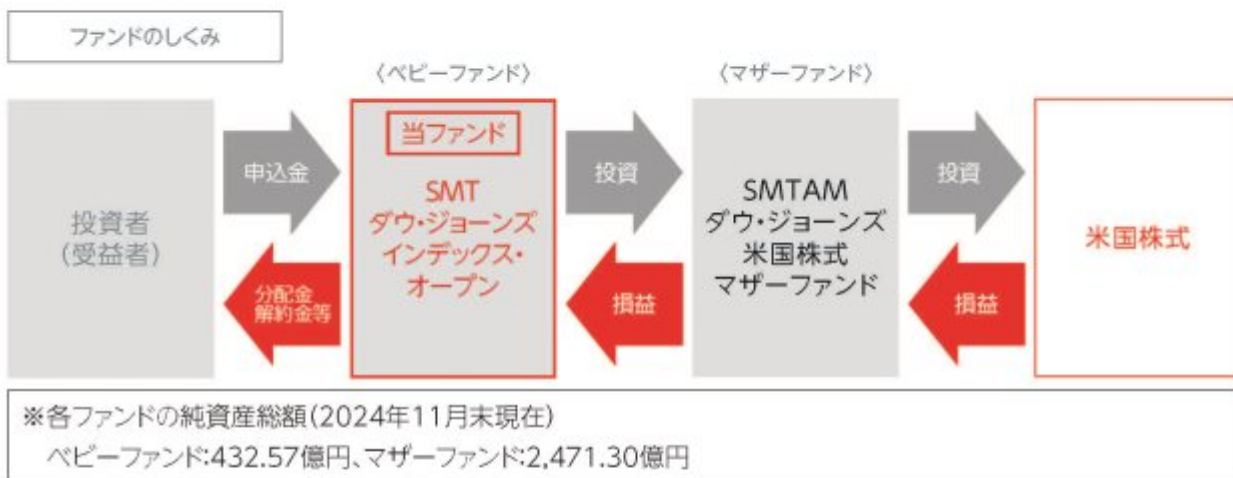 ファンドのしくみ
〈ベビーファンド〉
〈マザーファンド〉
投資者
(受益者)
申込金
分配金
解約金等
当ファンド
SMT
ダウ・ジョーンズ
インデックス・
オープン
投資
損益
SMTAM
ダウ・ジョーンズ
米国株式
マザーファンド
投資
損益
米国株式
※各ファンドの純資産総額(2024年11月末現在)
ベビーファンド:432.57億円、マザーファンド:2,471.30億円